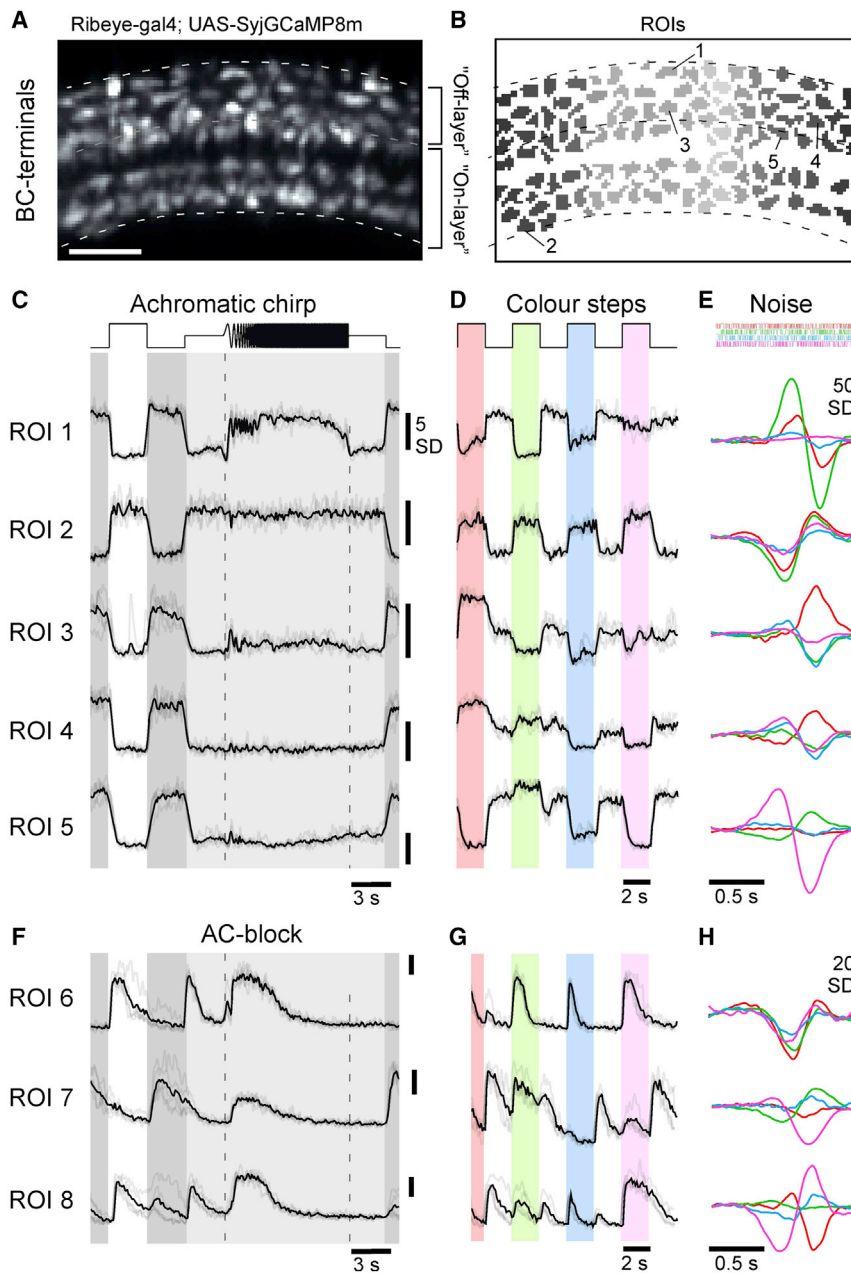 A
Ribeye-gal4; UAS-SyjGCaMP8m
BC-terminals
"Off-layer"
"On-layer"
B
ROIs
1
3
5
4
2
C
Achromatic chirp
D
Colour steps
E
Noise
ROI 1
5
SD
50
SD
ROI 2
ROI 3
ROI 4
ROI 5
3 s
2 s
0.5 s
F
AC-block
G
H
20
SD
ROI 6
ROI 7
ROI 8
3 s
2 s
0.5 s